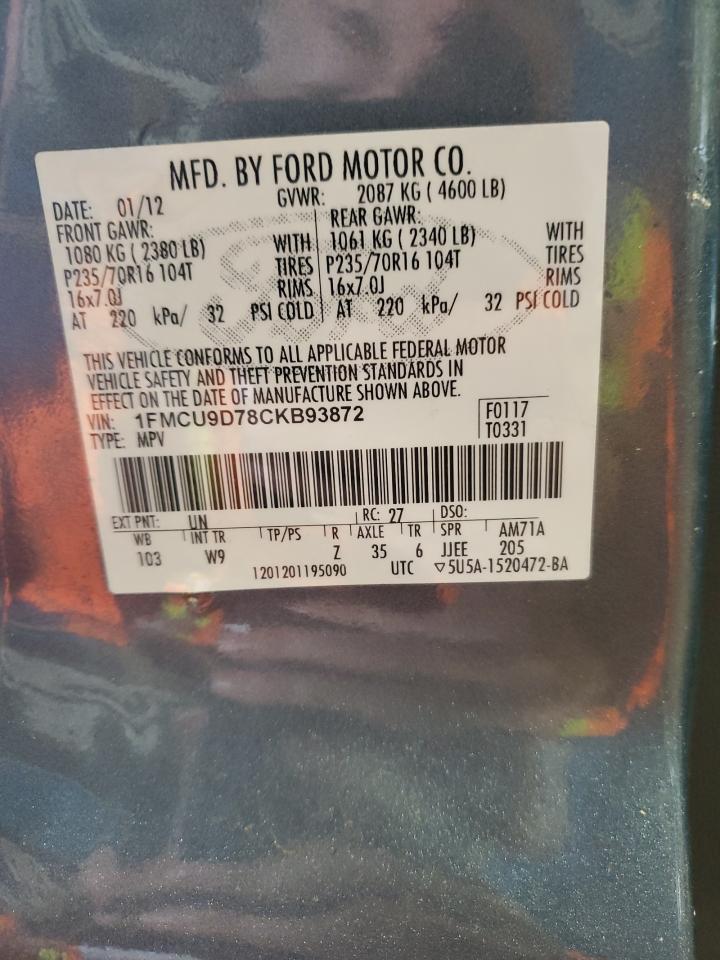 MFD. BY FORD MOTOR CO.
DATE: 01/12 GVWR: 2087 KG ( 4600 LB)
FRONT GAWR: REAR GAWR:
1080 KG ( 2380 LB) WITH 1061 KG ( 2340 LB) WITH
P235/70R16 104T TIRES P235/70R16 104T TIRES
16x7.0J RIMS 16x7.0J RIMS
AT 220 kPa/ 32 PSI COLD AT 220 kPa/ 32 PSI COLD
THIS VEHICLE CONFORMS TO ALL APPLICABLE FEDERAL MOTOR
VEHICLE SAFETY AND THEFT PREVENTION STANDARDS IN
EFFECT ON THE DATE OF MANUFACTURE SHOWN ABOVE.
VIN: 1FMCU9D78CKB93872 F0117
TYPE: MPV T0331
EXT PNT: UN RC: 27 DSO:
WB INT TR TP/PS R AXLE TR SPR AM71A
103 W9 Z 35 6 JJEE 205
1201201195090 UTC ▽5U5A-1520472-BA